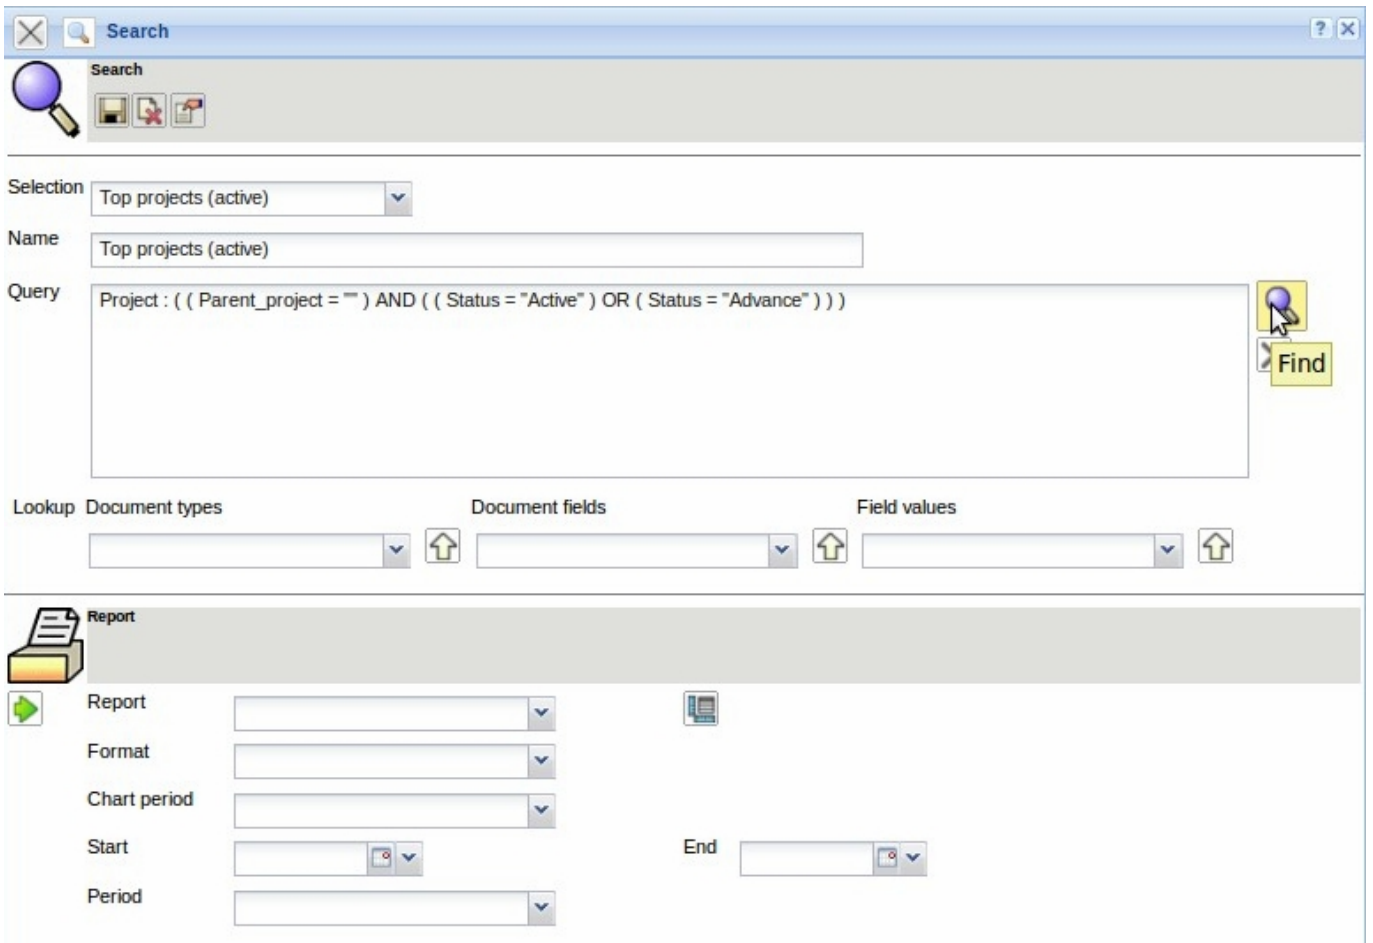 Search
?
Search
Selection
Top projects (active)
Name
Top projects (active)
Query
Project : ( ( Parent_project = "" ) AND ( ( Status = "Active" ) OR ( Status = "Advance" ) ) )
Find
Lookup Document types Document fields Field values
Report
Report
Format
Chart period
Start End
Period